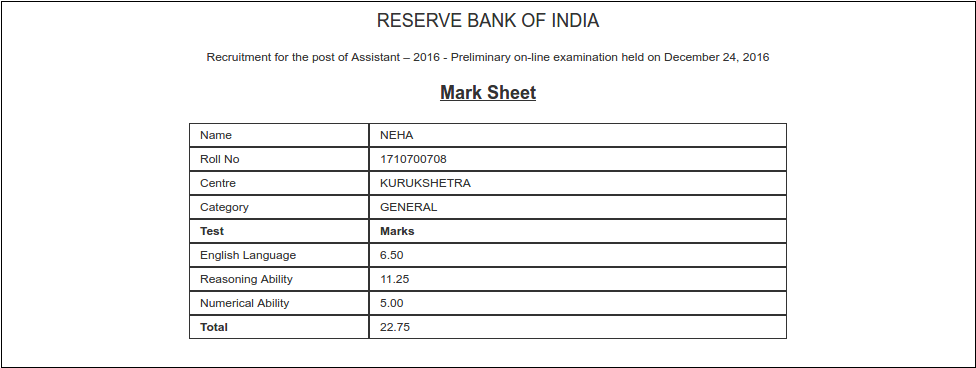 RESERVE BANK OF INDIA
Recruitment for the post of Assistant – 2016 - Preliminary on-line examination held on December 24, 2016
Mark Sheet
Name NEHA
Roll No 1710700708
Centre KURUKSHETRA
Category GENERAL
Test Marks
English Language 6.50
Reasoning Ability 11.25
Numerical Ability 5.00
Total 22.75